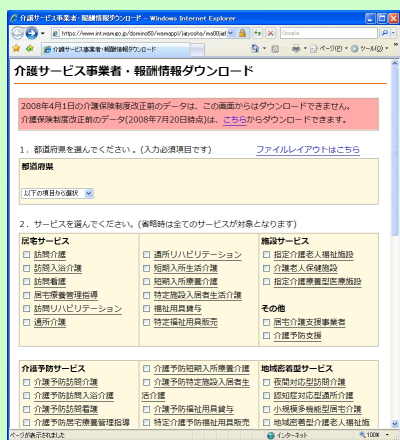 介護サービス事業者・報酬情報ダウンロード - Windows Internet Explorer
Google
介護サービス事業者・報酬情報ダウンロード
ページ(P)
ツール(O)
介護サービス事業者・報酬情報ダウンロード
2008年4月1日の介護保険制度改正前のデータは、この画面からはダウンロードできません。
介護保険制度改正前のデータ(2008年7月20日時点)は、こちらからダウンロードできます。
1. 都道府県を選んでください。(入力必須項目です) ファイルレイアウトはこちら
都道府県
以下の項目から選択
2. サービスを選んでください。(省略時は全てのサービスが対象となります)
居宅サービス
訪問介護
訪問入浴介護
訪問看護
居宅療養管理指導
訪問リハビリテーション
通所介護
通所リハビリテーション
短期入所生活介護
短期入所療養介護
特定施設入居者生活介護
福祉用具貸与
特定福祉用具販売
施設サービス
指定介護老人福祉施設
介護老人保健施設
指定介護療養型医療施設
その他
居宅介護支援事業者
介護予防支援
介護予防サービス
介護予防訪問介護
介護予防訪問入浴介護
介護予防訪問看護
介護予防居宅療養管理指導
介護予防短期入所療養介護
介護予防特定施設入居者生
活介護
介護予防福祉用具貸与
特定介護予防福祉用具販売
地域密着型サービス
夜間対応型訪問介護
認知症対応型通所介護
小規模多機能型居宅介護
地域密着型介護老人福祉施
ページが表示されました
インターネット
100%